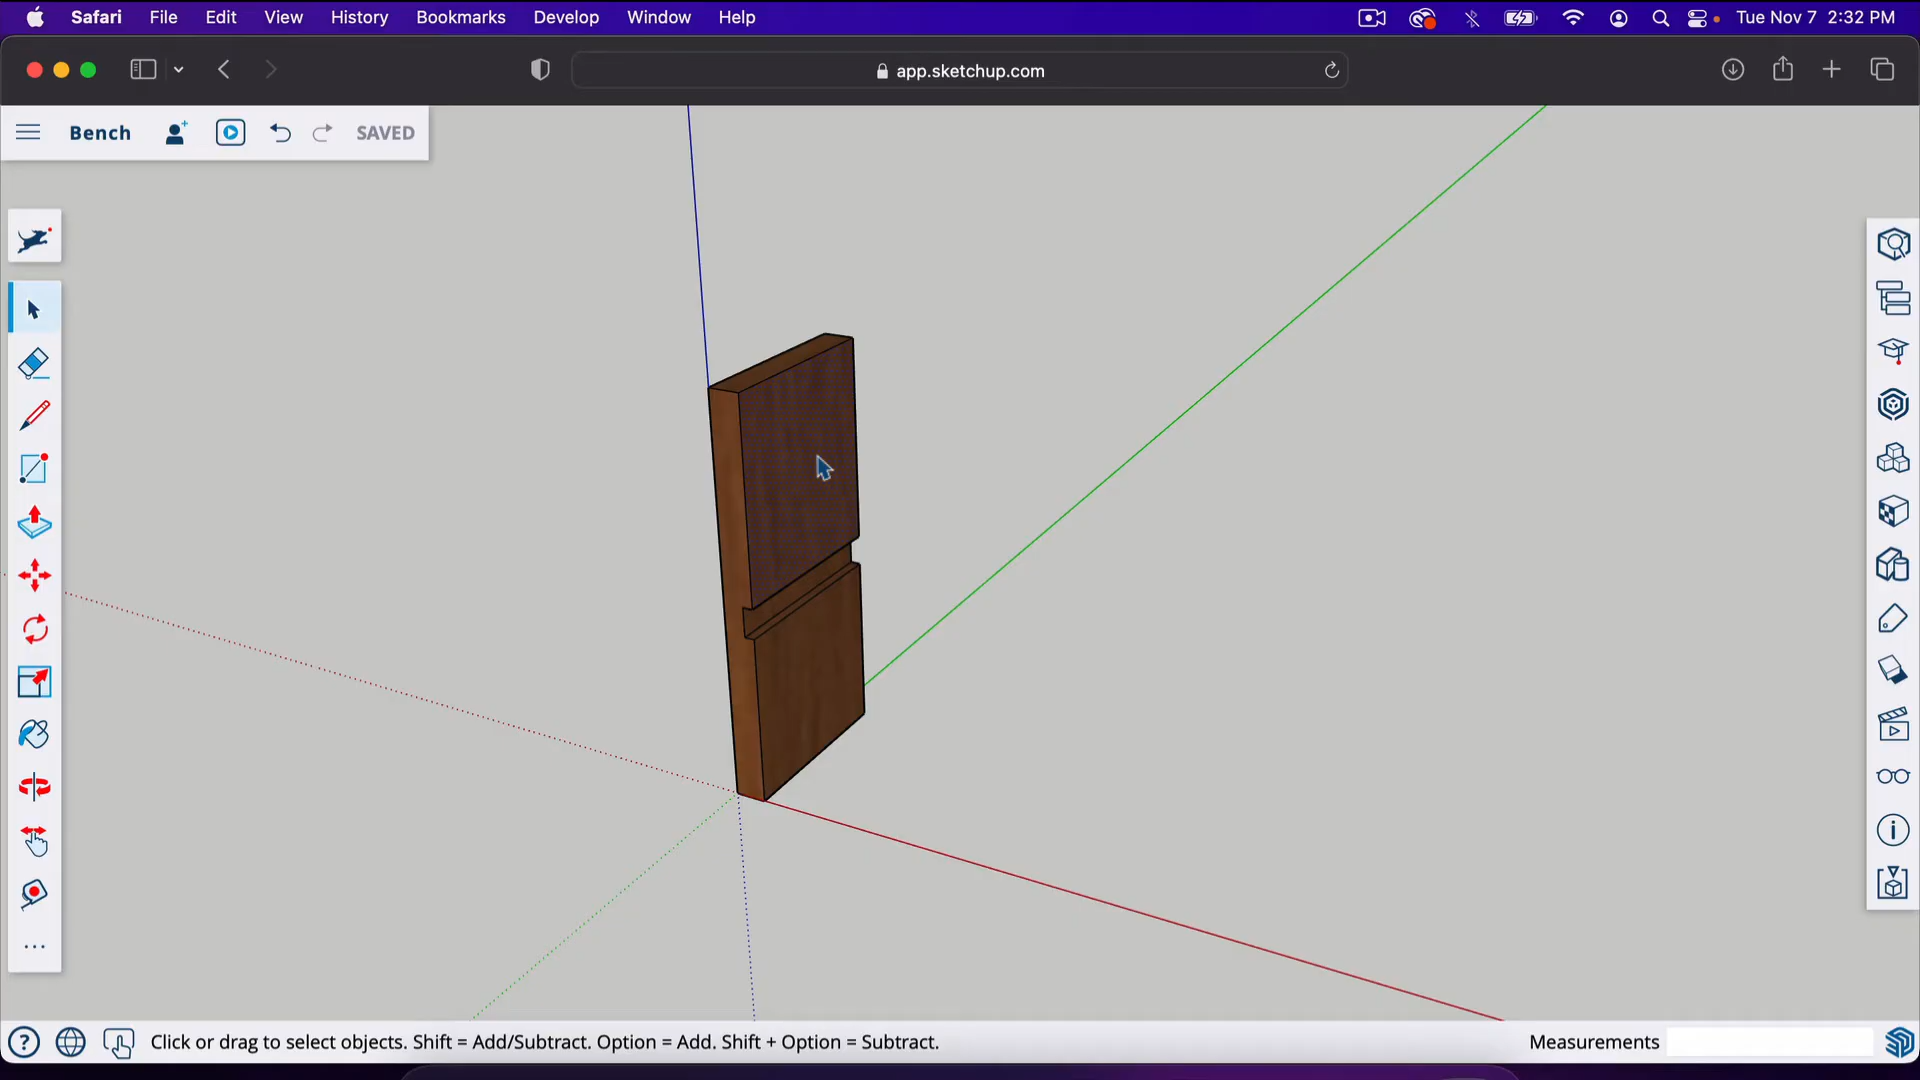 Safari File Edit View History Bookmarks Develop Window Help Tue Nov 7 2:32 PM
app.sketchup.com
Bench SAVED
Click or drag to select objects. Shift = Add/Subtract. Option = Add. Shift + Option = Subtract. Measurements